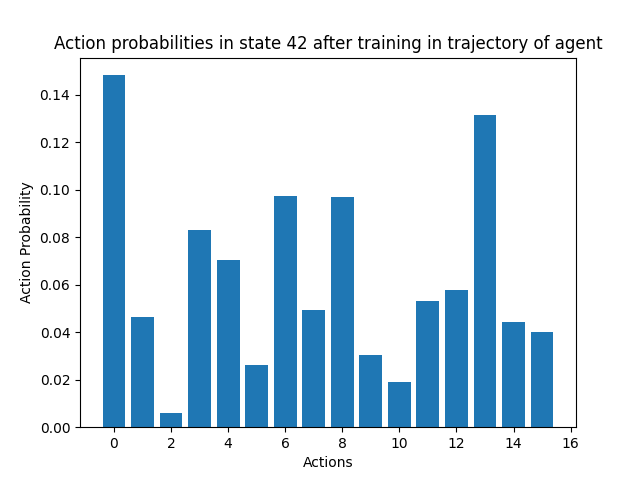 Action probabilities in state 42 after training in trajectory of agent
0.14
0.12
0.10
0.08
0.06
0.04
0.02
0.00
Action Probability
0 2 4 6 8 10 12 14 16
Actions